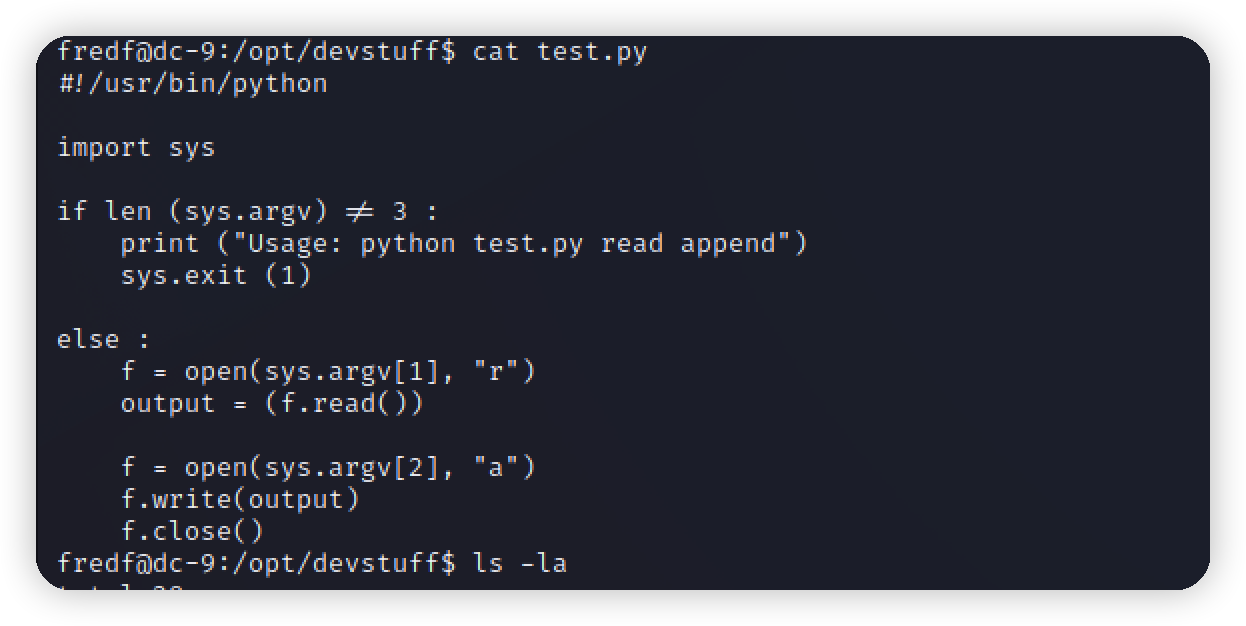 fredf@dc-9:/opt/devstuff$ cat test.py
#!/usr/bin/python
import sys
if len (sys.argv) != 3 :
    print ("Usage: python test.py read append")
    sys.exit (1)
else :
    f = open(sys.argv[1], "r")
    output = (f.read())
    f = open(sys.argv[2], "a")
    f.write(output)
    f.close()
fredf@dc-9:/opt/devstuff$ ls -la